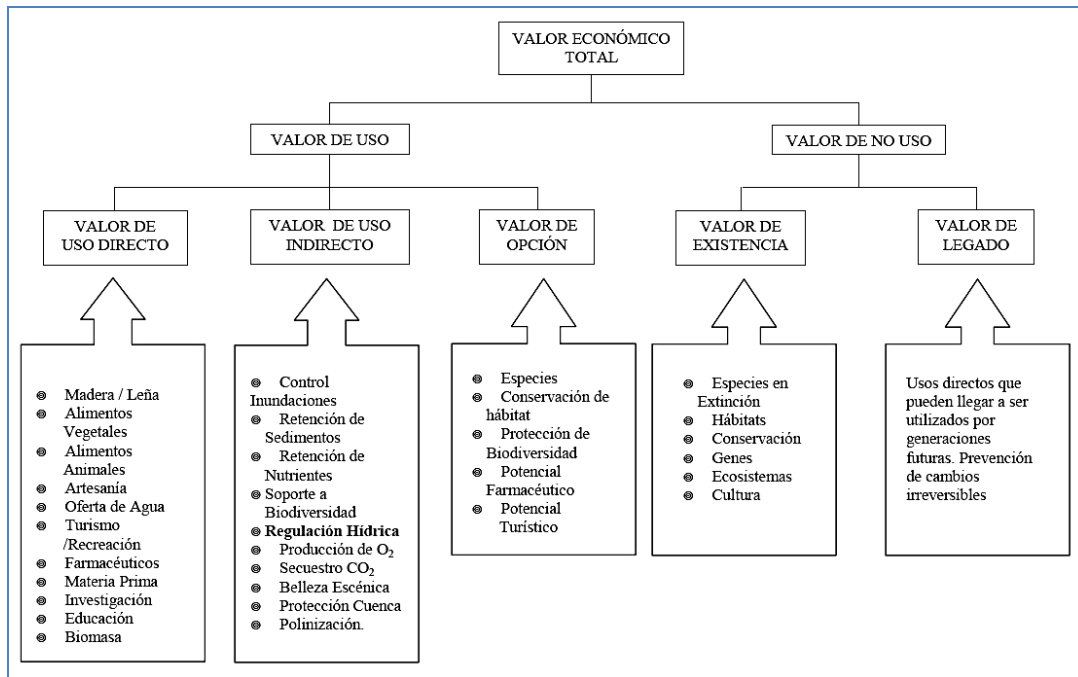 VALOR ECONÓMICO
TOTAL
VALOR DE USO
VALOR DE NO USO
VALOR DE
USO DIRECTO
VALOR DE USO
INDIRECTO
VALOR DE
OPCIÓN
VALOR DE
EXISTENCIA
VALOR DE
LEGADO
Madera / Leña
Alimentos
Vegetales
Alimentos
Animales
Artesanía
Oferta de Agua
Turismo
/Recreación
Farmacéuticos
Materia Prima
Investigación
Educación
Biomasa
Control
Inundaciones
Retención de
Sedimentos
Retención de
Nutrientes
Soporte a
Biodiversidad
Regulación Hídrica
Producción de O₂
Secuestro CO₂
Belleza Escénica
Protección Cuenca
Polinización.
Especies
Conservación de
hábitat
Protección de
Biodiversidad
Potencial
Farmacéutico
Potencial
Turístico
Especies en
Extinción
Hábitats
Conservación
Genes
Ecosistemas
Cultura
Usos directos que
pueden llegar a ser
utilizados por
generaciones
futuras. Prevención
de cambios
irreversibles